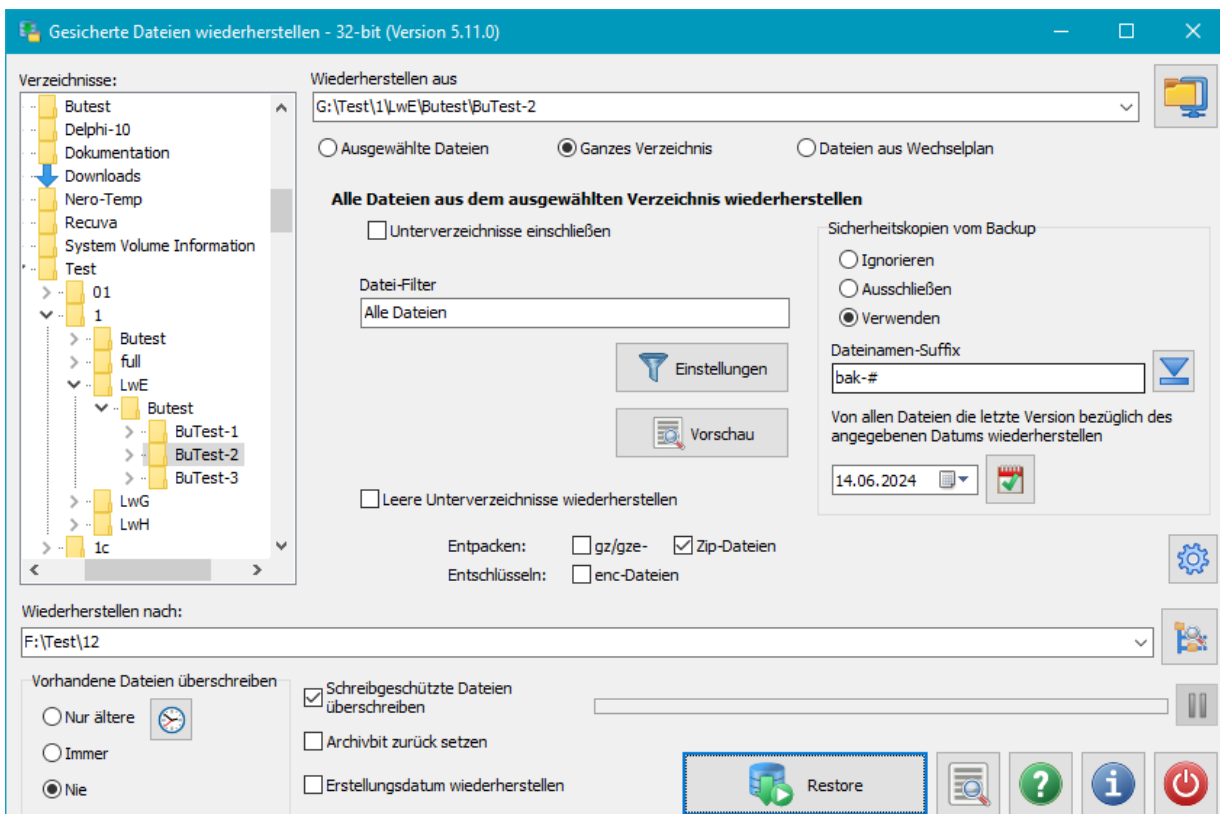 Gesicherte Dateien wiederherstellen - 32-bit (Version 5.11.0)
Verzeichnisse:
Butest
Delphi-10
Dokumentation
Downloads
Nero-Temp
Recuva
System Volume Information
Test
01
1
Butest
full
LwE
Butest
BuTest-1
BuTest-2
BuTest-3
LwG
LwH
1c
Wiederherstellen aus
G:\Test\1\LwE\Butest\BuTest-2
Ausgewählte Dateien
Ganzes Verzeichnis
Dateien aus Wechselplan
Alle Dateien aus dem ausgewählten Verzeichnis wiederherstellen
Unterverzeichnisse einschließen
Datei-Filter
Alle Dateien
Einstellungen
Vorschau
Leere Unterverzeichnisse wiederherstellen
Sicherheitskopien vom Backup
Ignorieren
Ausschließen
Verwenden
Dateinamen-Suffix
bak-#
Von allen Dateien die letzte Version bezüglich des
angegebenen Datums wiederherstellen
14.06.2024
Entpacken: gz/gze- Zip-Dateien
Entschlüsseln: enc-Dateien
Wiederherstellen nach:
F:\Test\12
Vorhandene Dateien überschreiben
Nur ältere
Immer
Nie
Schreibgeschützte Dateien
überschreiben
Archivbit zurück setzen
Erstellungsdatum wiederherstellen
Restore